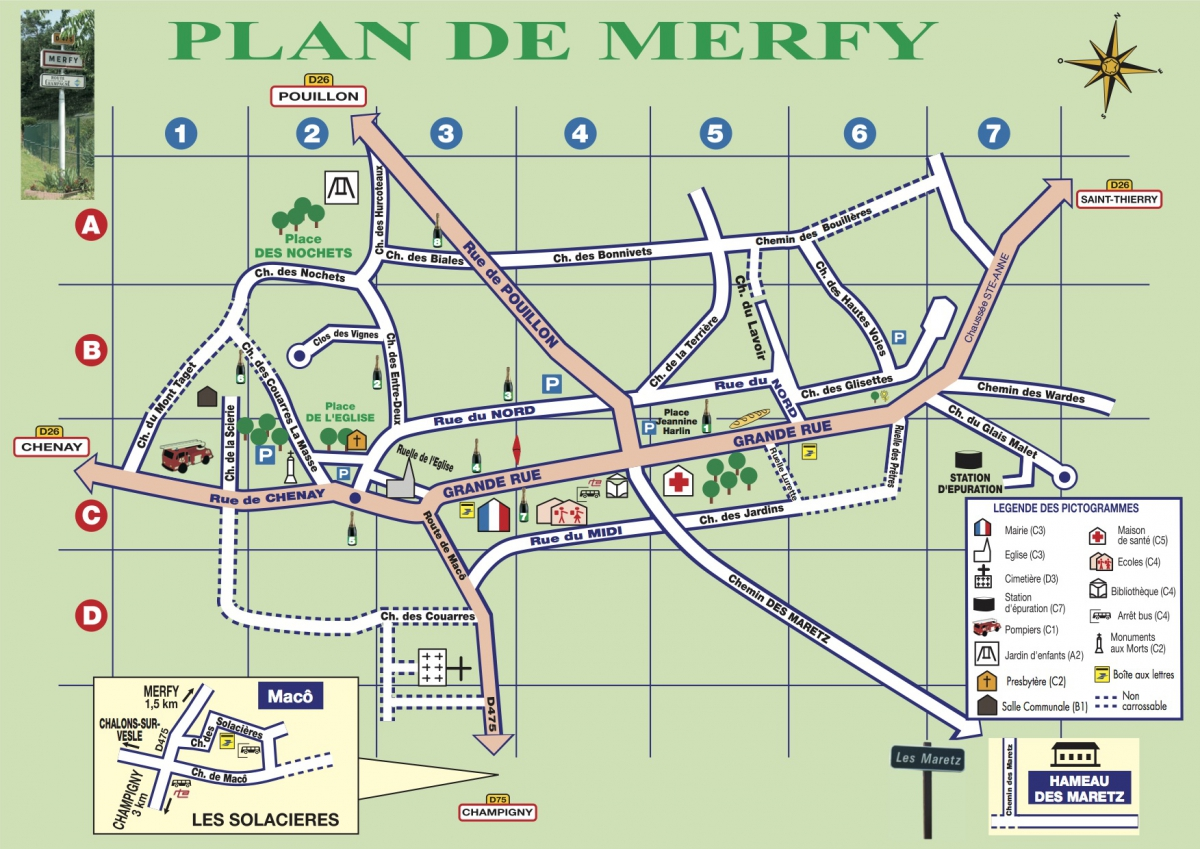 PLAN DE MERFY
MERFY
D26
POUILLON
1
2
3
4
5
6
7
A
B
C
D
D26
SAINT-THIERRY
D26
CHENAY
D75
CHAMPIGNY
Place
DES NOCHETS
Ch. des Hurcoteaux
8
Rue de POUILLON
Ch. des Biales
Ch. des Bonnivets
Chemin des Bouillères
Ch. des Nochets
Chaussée STE-ANNE
Ch. du Lavoir
Ch. des Hautes Voies
Ch. de la Terrière
Clos des Vignes
Ch. des Entre-Deux
Ch. du Mont Taget
Ch. des Couarres La Masse
2
P
P
Rue du NORD
Rue du NORD
Ch. des Glisettes
Chemin des Wardes
Place
DE L'EGLISE
Place
Jeannine
Harlin
P
Ch. de la Scierie
P
P
Ruelle de l'Eglise
4
GRANDE RUE
GRANDE RUE
Ruelle Lurette
Ruelle des Prêtres
Ch. du Glais Malet
STATION
D'EPURATION
Rue de CHENAY
7
Route de Macô
Rue du MIDI
Ch. des Jardins
Chemin DES MARETZ
Ch. des Couarres
D475
LEGENDE DES PICTOGRAMMES
Mairie (C3)
Eglise (C3)
Cimetière (D3)
Station
d'épuration (C7)
Pompiers (C1)
Jardin d'enfants (A2)
Presbytère (C2)
Salle Communale (B1)
Maison
de santé (C5)
Ecoles (C4)
Bibliothèque (C4)
Arrêt bus (C4)
Monuments
aux Morts (C2)
Boîte aux lettres
Non
carrossable
MERFY
1,5 km
Macô
CHALONS-SUR-
VESLE
D475
Ch. des Solacières
Ch. de Macô
CHAMPIGNY
3 km
LES SOLACIERES
Les Maretz
Chemin des Maretz
HAMEAU
DES MARETZ